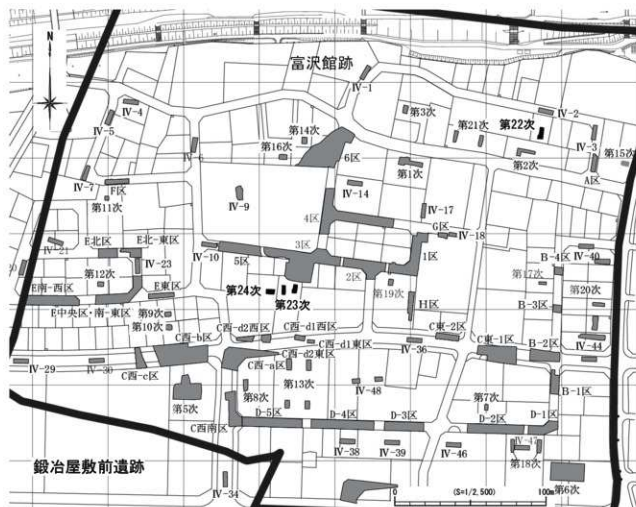 富沢館跡
N
IV-1
IV-4
IV-5
第3次
第21次
第22次
IV-2
IV-3
第14次
IV-6
第16次
6区
第2次
第15次
A区
IV-7
F区
第11次
IV-9
IV-14
第1次
4区
IV-17
G区
IV-18
E北区
E北-東区
IV-21
IV-23
IV-10
3区
5区
2区
1区
第12次
E南-西区
E東区
第24次
第23次
第19次
H区
第17次
B-4区
IV-40
第20次
B-3区
E中央区・南-東区
第9次
第10次
C西-d2西区
C西-d1西区
C西-b区
C西-d1東区
C西-d2東区
IV-36
C東-2区
C東-1区
B-2区
IV-44
IV-29
IV-30
C西-c区
C西-a区
第13次
第8次
IV-48
第5次
第7次
B-1区
C西南区
D-5区
D-4区
D-3区
D-2区
D-1区
鍛冶屋敷前遺跡
IV-38
IV-39
IV-46
IV-47
第18次
IV-34
第6次
0
(S=1/2,500)
100m